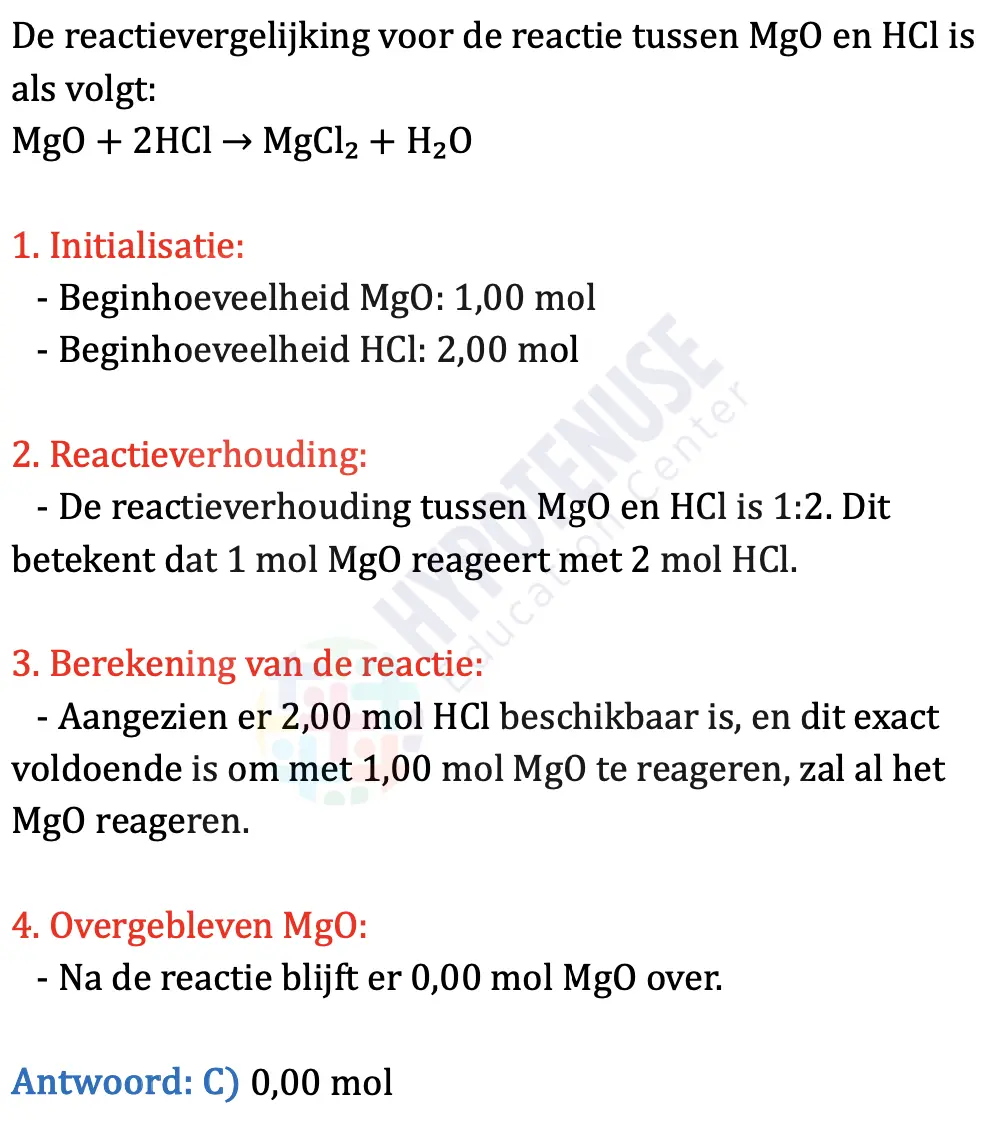 De reactievergelijking voor de reactie tussen MgO en HCl is
als volgt:
MgO + 2HCl → MgCl₂ + H₂O
1. Initialisatie:
- Beginhoeveelheid MgO: 1,00 mol
- Beginhoeveelheid HCl: 2,00 mol
2. Reactieverhouding:
- De reactieverhouding tussen MgO en HCl is 1:2. Dit
betekent dat 1 mol MgO reageert met 2 mol HCl.
3. Berekening van de reactie:
- Aangezien er 2,00 mol HCl beschikbaar is, en dit exact
voldoende is om met 1,00 mol MgO te reageren, zal al het
MgO reageren.
4. Overgebleven MgO:
- Na de reactie blijft er 0,00 mol MgO over.
Antwoord: C) 0,00 mol
HYPOTENUSE
Education Center